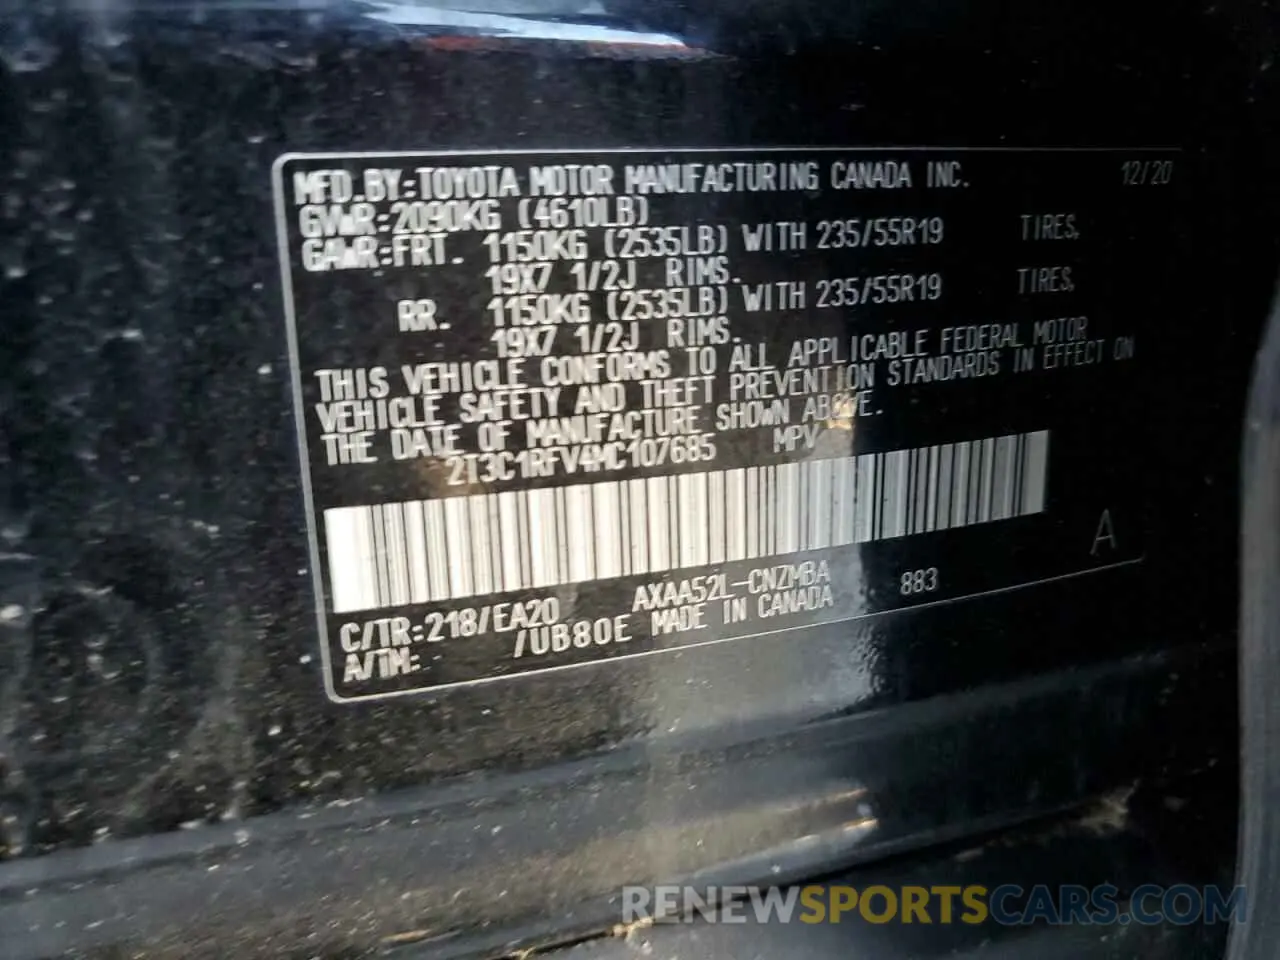 MFD.BY:TOYOTA MOTOR MANUFACTURING CANADA INC. 12/20
GVWR:2090KG (4610LB)
GAWR:FRT. 1150KG (2535LB) WITH 235/55R19 TIRES,
19X7 1/2J RIMS.
RR. 1150KG (2535LB) WITH 235/55R19 TIRES,
19X7 1/2J RIMS.
THIS VEHICLE CONFORMS TO ALL APPLICABLE FEDERAL MOTOR
VEHICLE SAFETY AND THEFT PREVENTION STANDARDS IN EFFECT ON
THE DATE OF MANUFACTURE SHOWN ABOVE.
2T3C1RFV4MC107685 MPV
A
C/TR:218/EA20 AXAA52L-CNZMBA 883
A/TM: /UB80E MADE IN CANADA
RENEWSPORTSCARS.COM